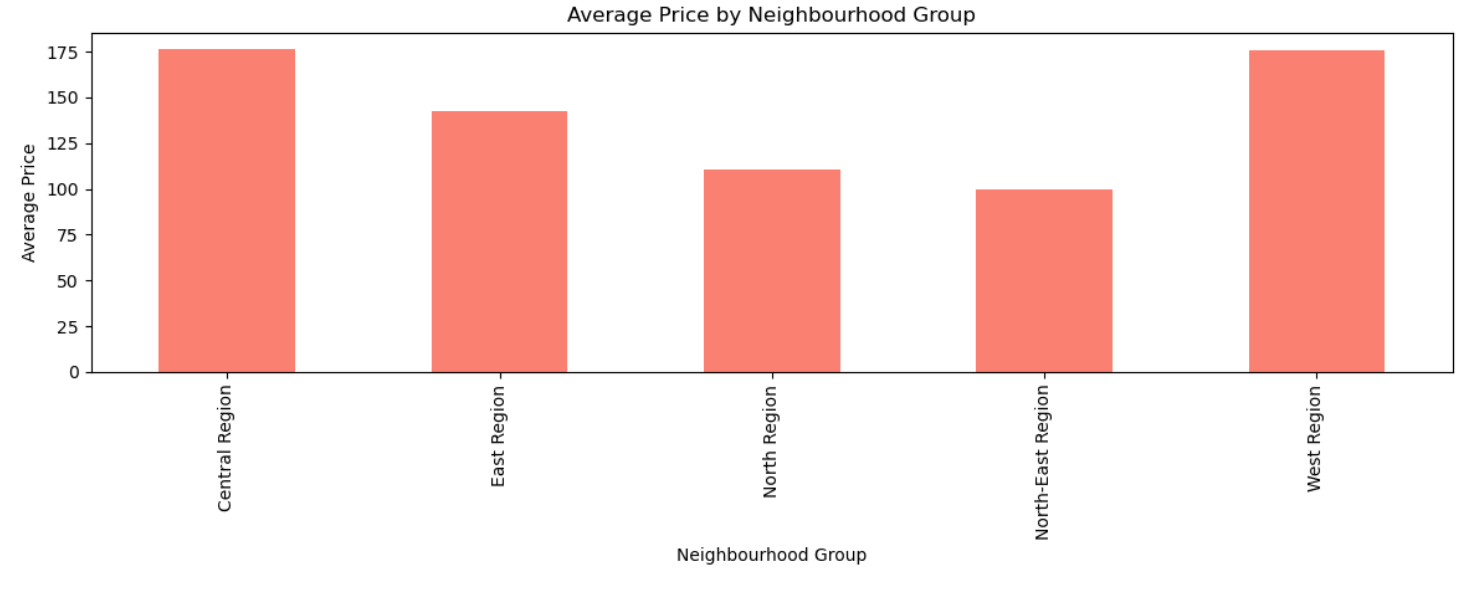 Average Price by Neighbourhood Group
Average Price
175
150
125
100
75
50
25
0
Central Region
East Region
North Region
North-East Region
West Region
Neighbourhood Group